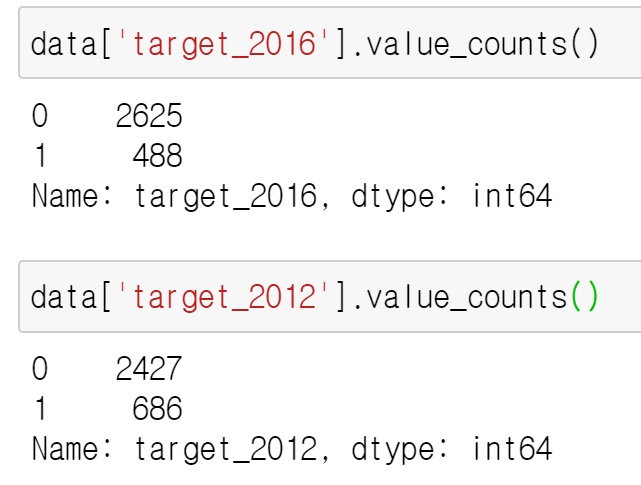 data['target_2016'].value_counts()
0    2625
1     488
Name: target_2016, dtype: int64
data['target_2012'].value_counts()
0    2427
1     686
Name: target_2012, dtype: int64